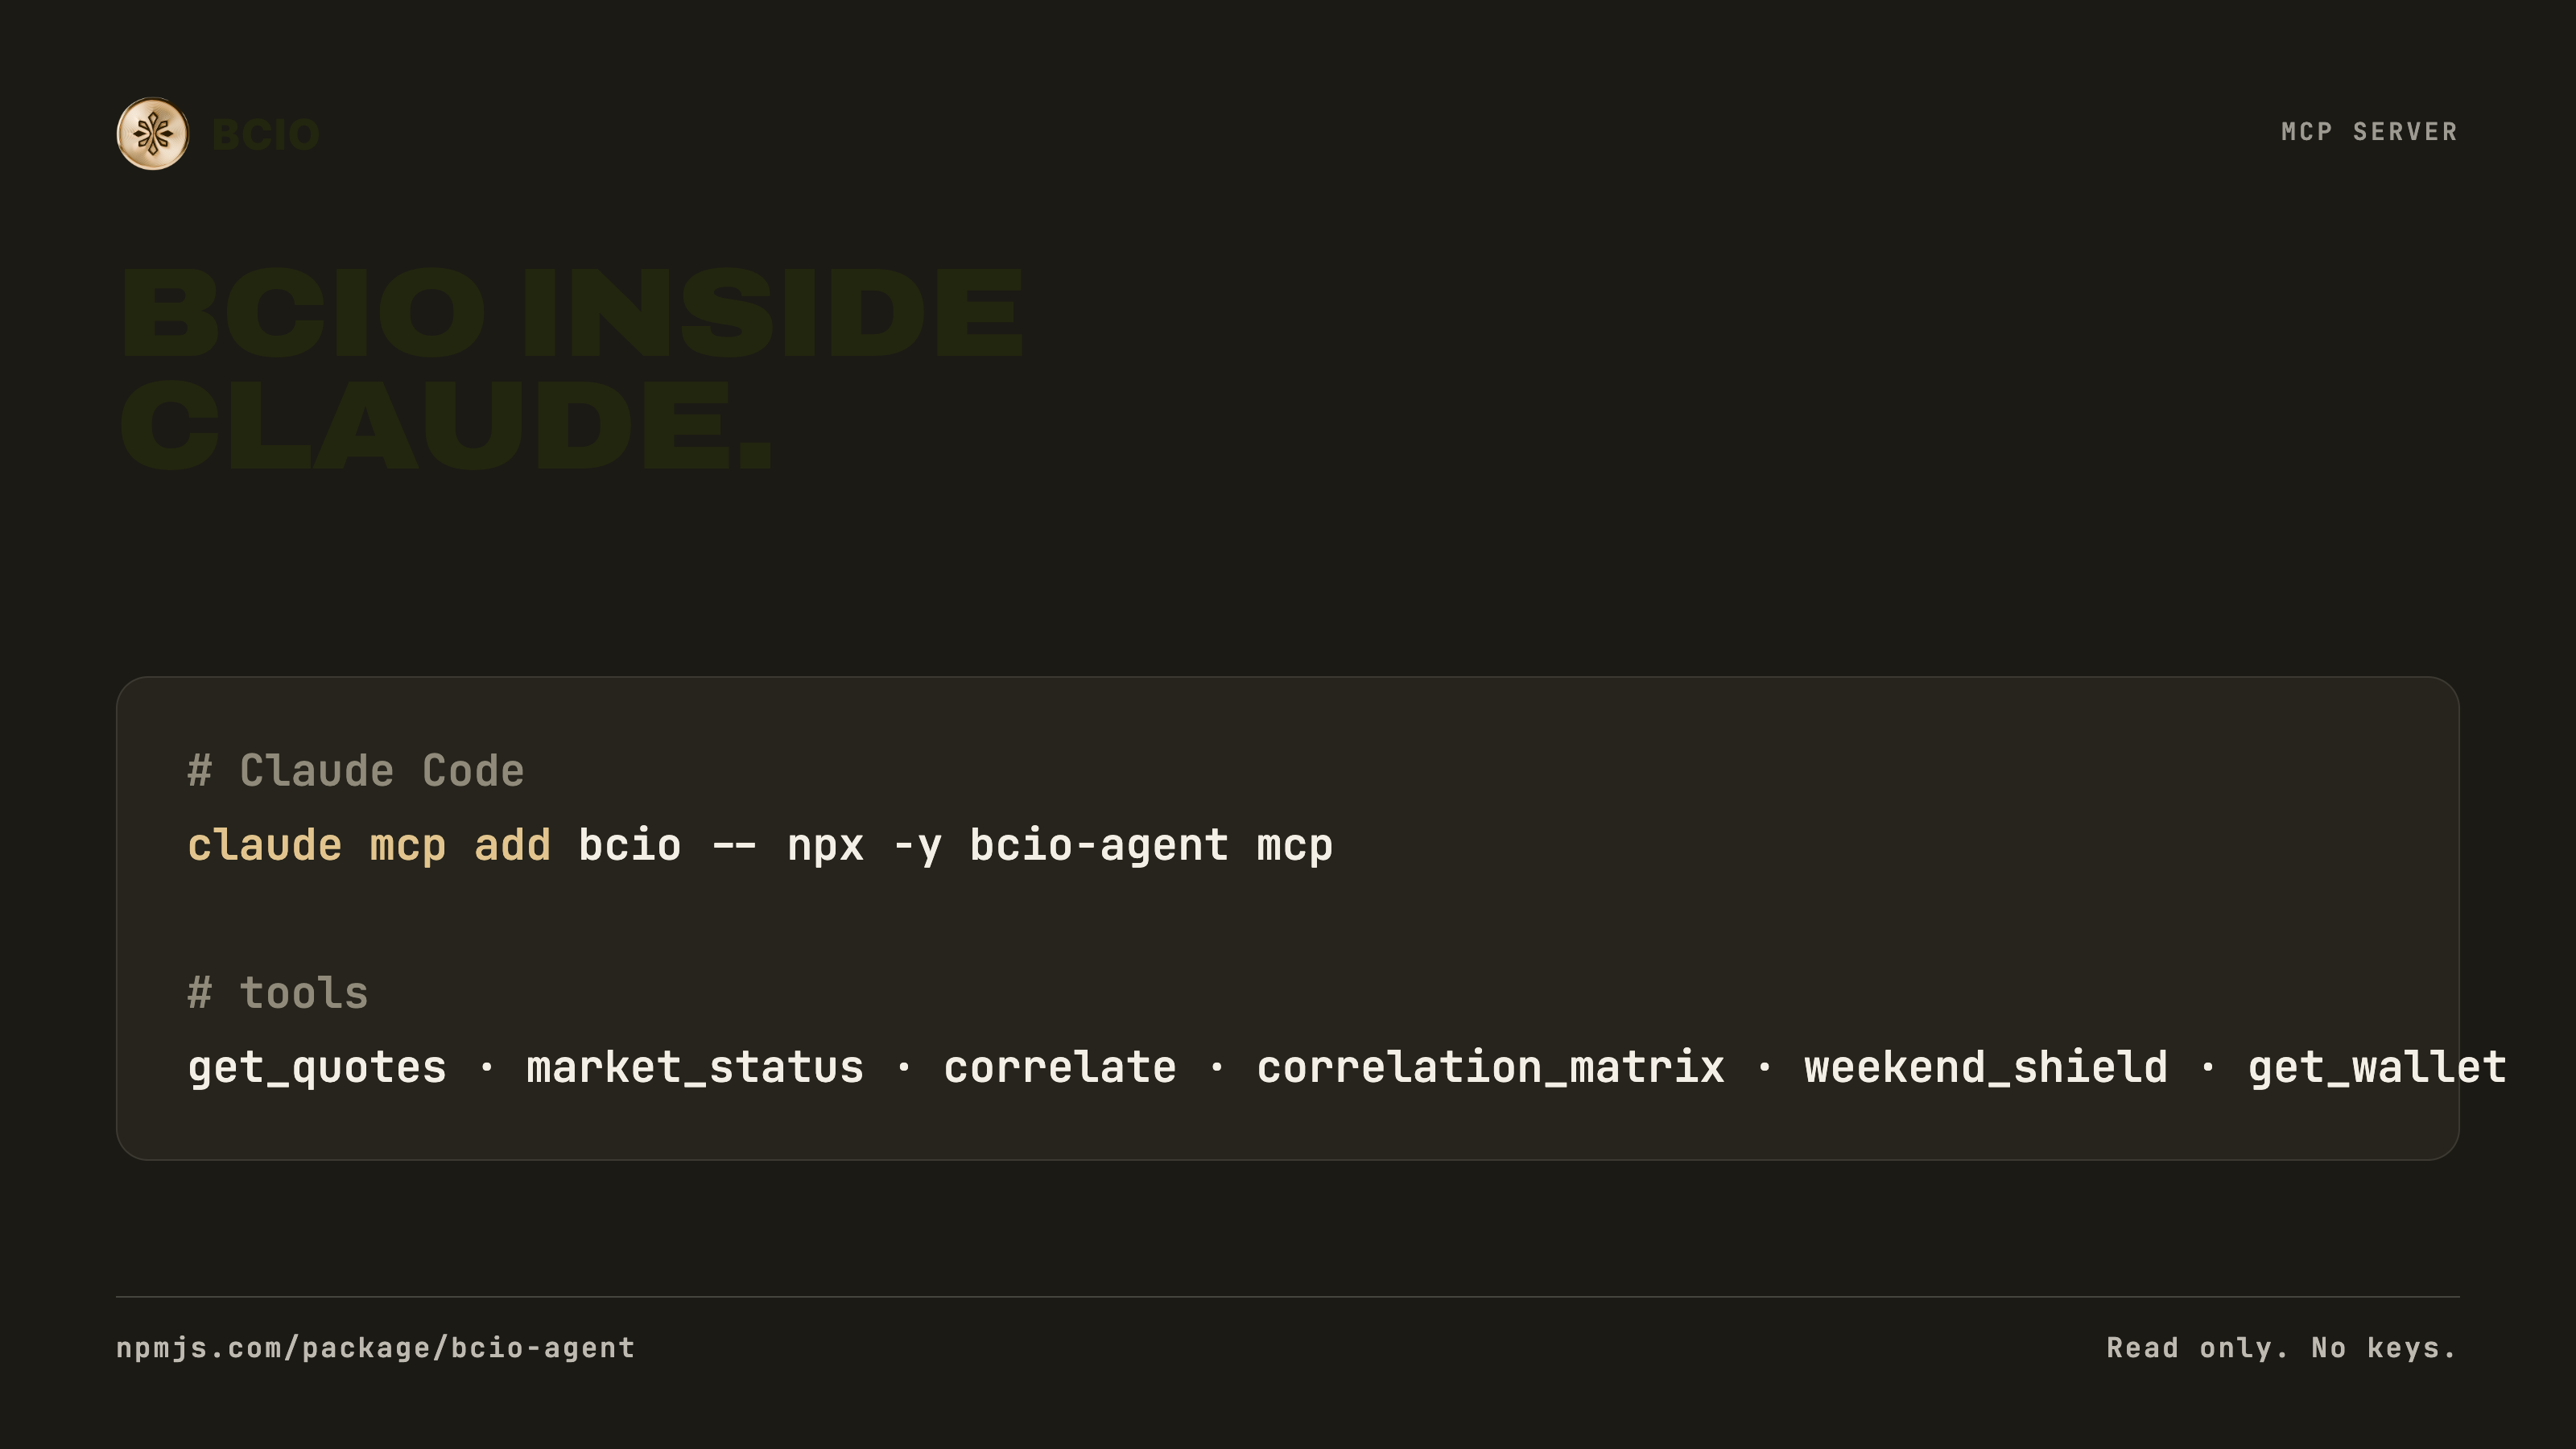 BCIO
MCP SERVER
BCIO INSIDE
CLAUDE.
# Claude Code
claude mcp add bcio -- npx -y bcio-agent mcp
# tools
get_quotes · market_status · correlate · correlation_matrix · weekend_shield · get_wallet
npmjs.com/package/bcio-agent
Read only. No keys.